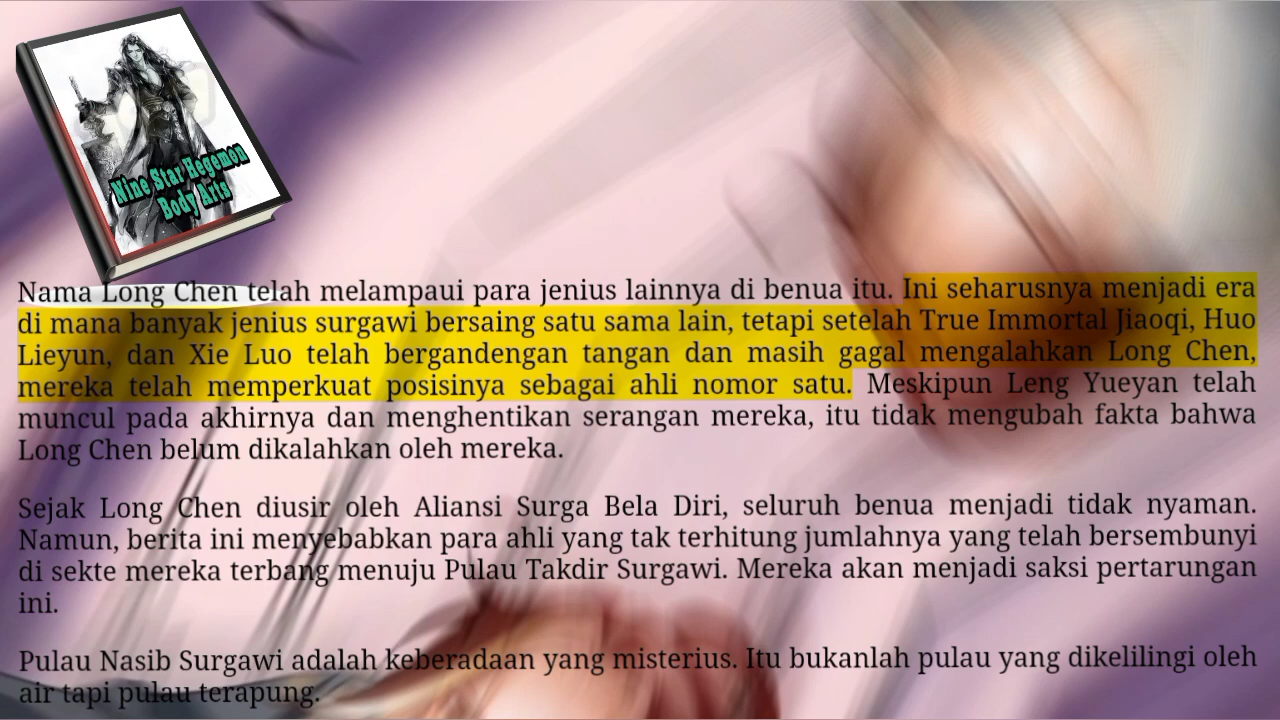 Nine Star Hegemon
Body Arts
Nama Long Chen telah melampaui para jenius lainnya di benua itu. Ini seharusnya menjadi era
di mana banyak jenius surgawi bersaing satu sama lain, tetapi setelah True Immortal Jiaoqi, Huo
Lieyun, dan Xie Luo telah bergandengan tangan dan masih gagal mengalahkan Long Chen,
mereka telah memperkuat posisinya sebagai ahli nomor satu. Meskipun Leng Yueyan telah
muncul pada akhirnya dan menghentikan serangan mereka, itu tidak mengubah fakta bahwa
Long Chen belum dikalahkan oleh mereka.
Sejak Long Chen diusir oleh Aliansi Surga Bela Diri, seluruh benua menjadi tidak nyaman.
Namun, berita ini menyebabkan para ahli yang tak terhitung jumlahnya yang telah bersembunyi
di sekte mereka terbang menuju Pulau Takdir Surgawi. Mereka akan menjadi saksi pertarungan
ini.
Pulau Nasib Surgawi adalah keberadaan yang misterius. Itu bukanlah pulau yang dikelilingi oleh
air tapi pulau terapung.